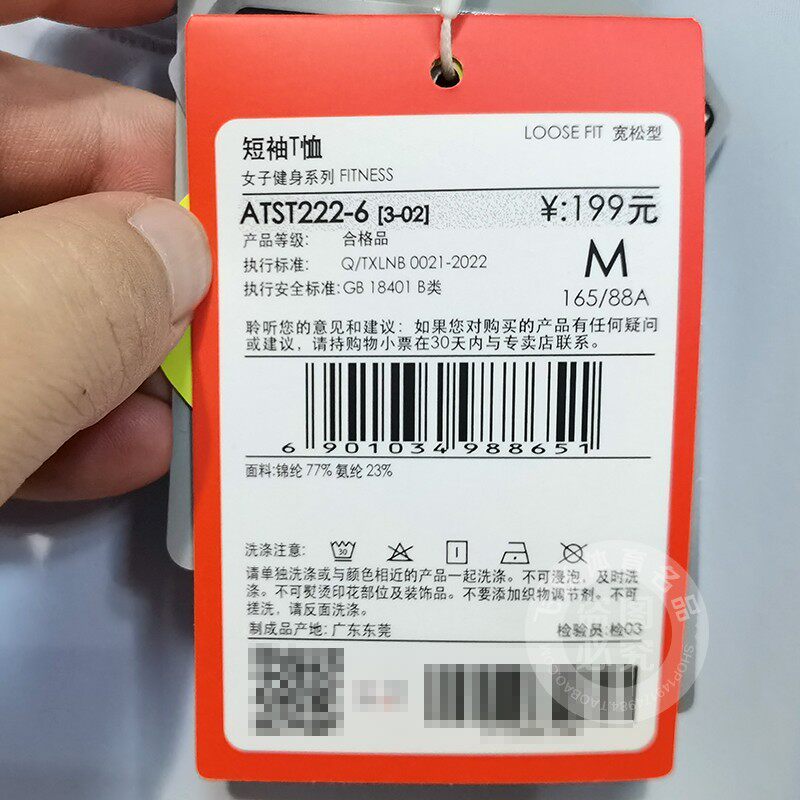 LOOSE FIT 宽松型
短袖T恤
女子健身系列 FITNESS
ATST222-6 [3-02] ¥:199元
产品等级: 合格品
执行标准: Q/TXLNB 0021-2022
执行安全标准: GB 18401 B类
M
165/88A
聆听您的意见和建议: 如果您对购买的产品有任何疑问
或建议, 请持购物小票在30天内与专卖店联系。
6 901034 988651
面料:锦纶 77% 氨纶 23%
洗涤注意: 30
请单独洗涤或与颜色相近的产品一起洗涤。不可浸泡, 及时洗
涤。不可熨烫印花部位及装饰品。不要添加织物调节剂。不可
搓洗, 请反面洗涤。
制成品产地: 广东东莞 检验员: 检03
体育名品
必究